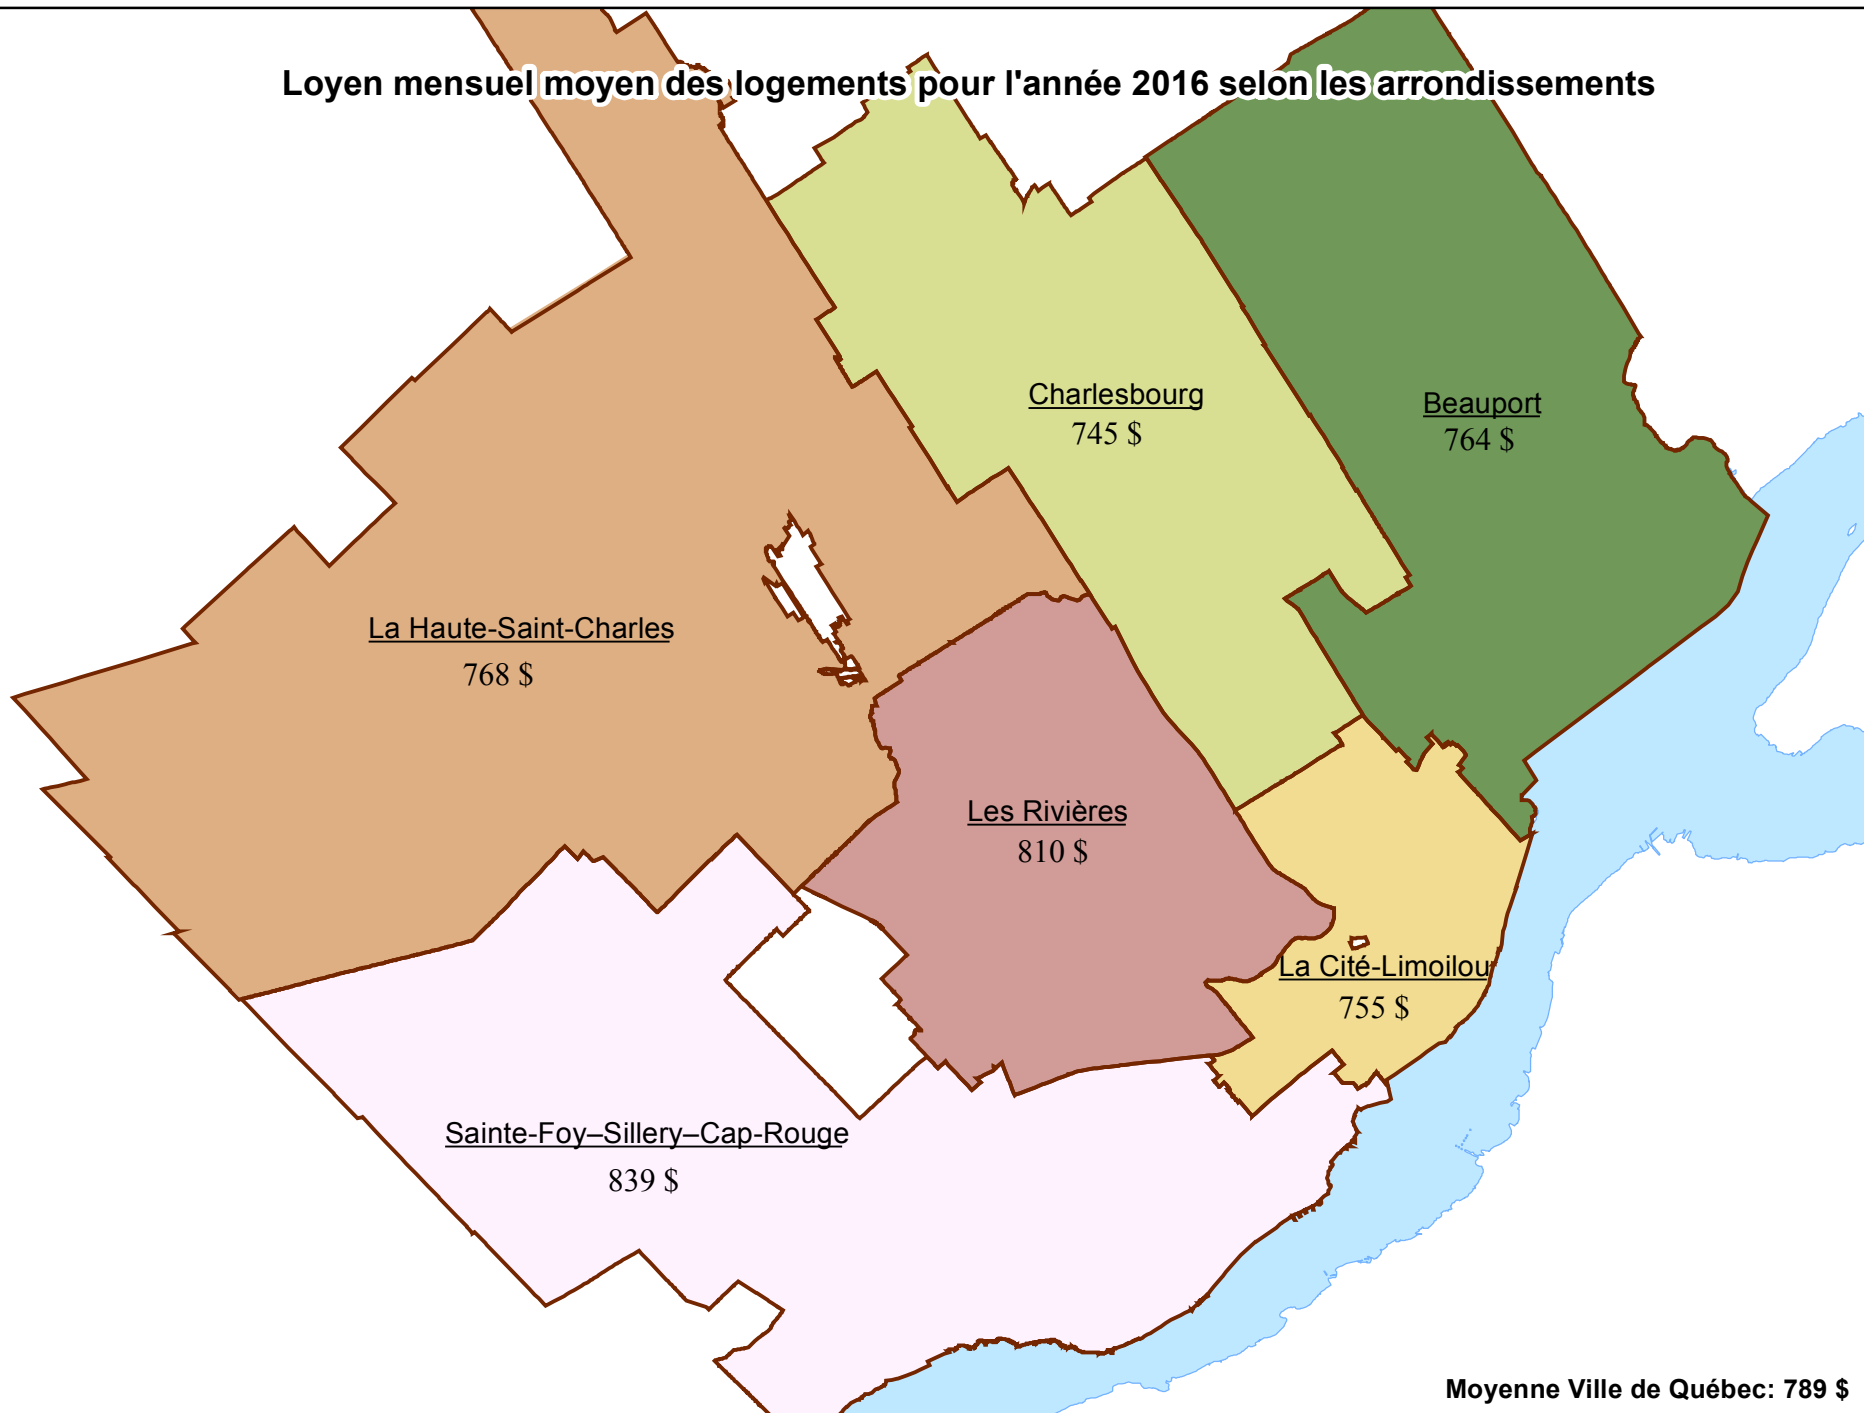 Loyen mensuel moyen des logements pour l'année 2016 selon les arrondissements
Charlesbourg
745 $
Beauport
764 $
La Haute-Saint-Charles
768 $
Les Rivières
810 $
La Cité-Limoilou
755 $
Sainte-Foy–Sillery–Cap-Rouge
839 $
Moyenne Ville de Québec: 789 $